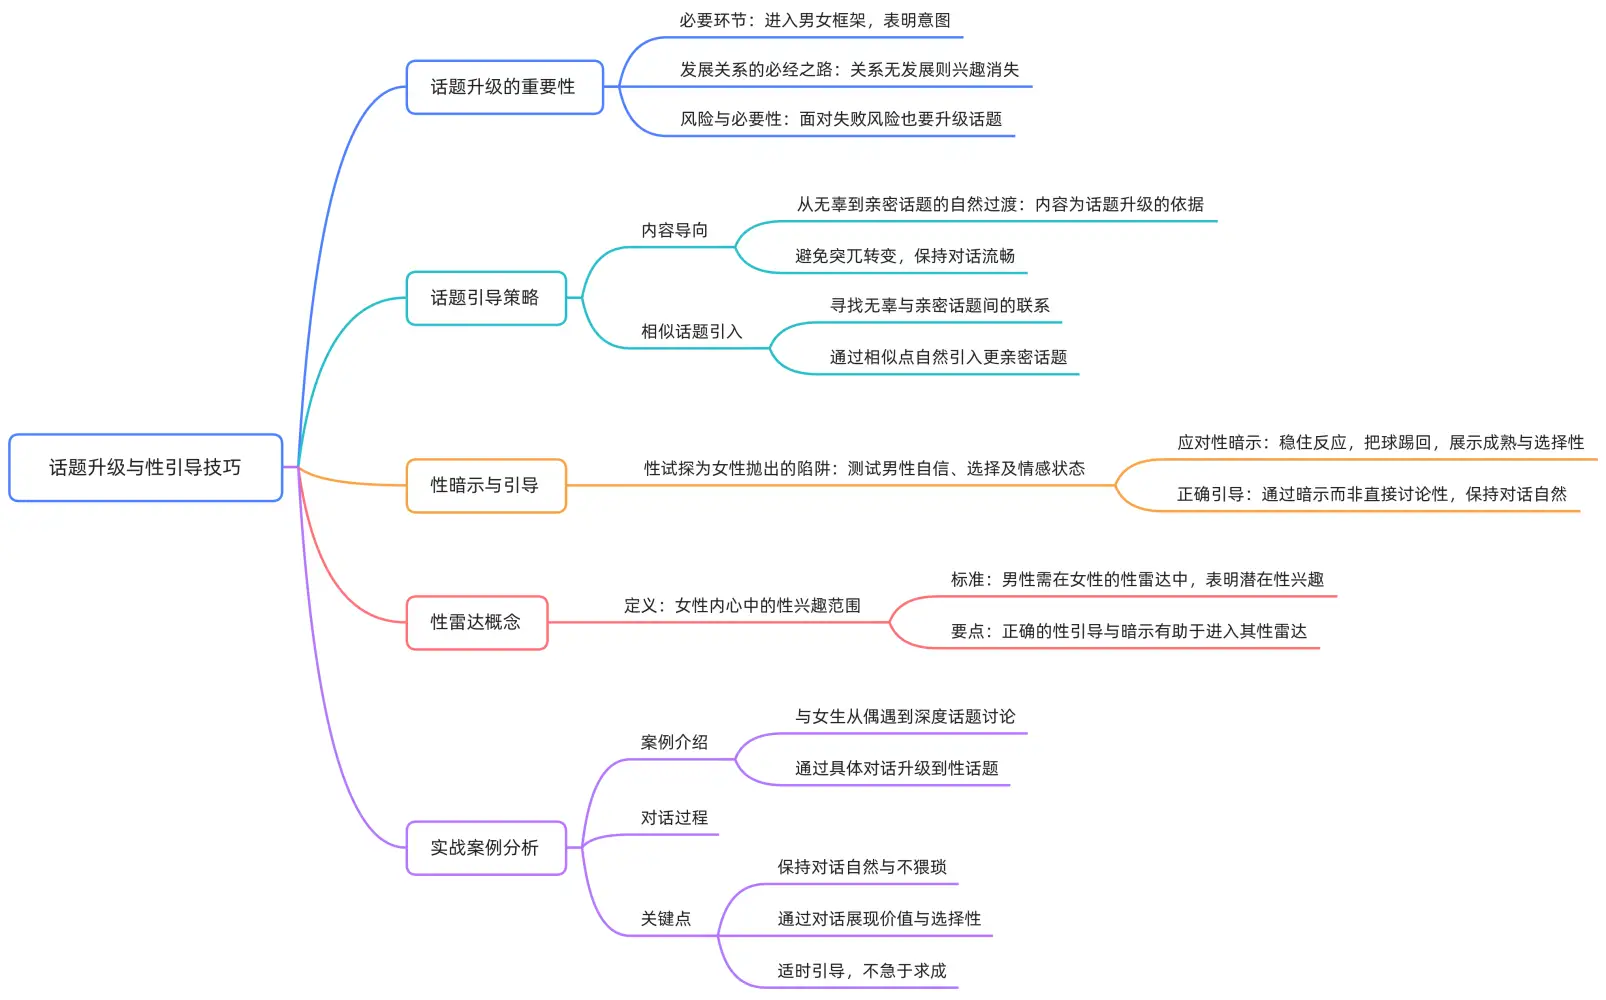 话题升级与性引导技巧
话题升级的重要性
必要环节：进入男女框架，表明意图
发展关系的必经之路：关系无发展则兴趣消失
风险与必要性：面对失败风险也要升级话题
话题引导策略
内容导向
从无辜到亲密话题的自然过渡：内容为话题升级的依据
避免突兀转变，保持对话流畅
相似话题引入
寻找无辜与亲密话题间的联系
通过相似点自然引入更亲密话题
性暗示与引导
性试探为女性抛出的陷阱：测试男性自信、选择及情感状态
应对性暗示：稳住反应，把球踢回，展示成熟与选择性
正确引导：通过暗示而非直接讨论性，保持对话自然
性雷达概念
定义：女性内心中的性兴趣范围
标准：男性需在女性的性雷达中，表明潜在性兴趣
要点：正确的性引导与暗示有助于进入其性雷达
实战案例分析
案例介绍
与女生从偶遇到深度话题讨论
通过具体对话升级到性话题
对话过程
关键点
保持对话自然与不猥琐
通过对话展现价值与选择性
适时引导，不急于求成